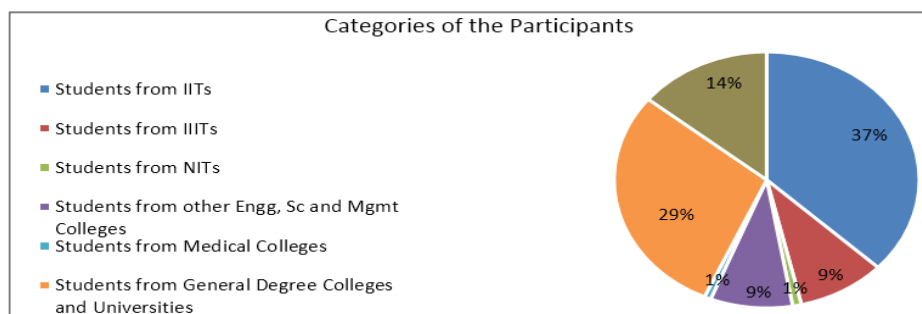 Categories of the Participants
Students from IITs
Students from IIITs
Students from NITs
Students from other Engg, Sc and Mgmt
Colleges
Students from Medical Colleges
Students from General Degree Colleges
and Universities
14%
37%
29%
9%
1%
9%
1%